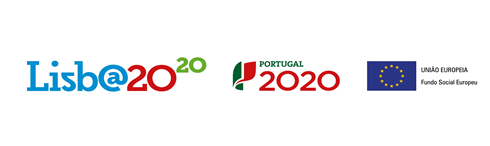 Lisb@20²⁰
PORTUGAL
2020
UNIÃO EUROPEIA
Fundo Social Europeu